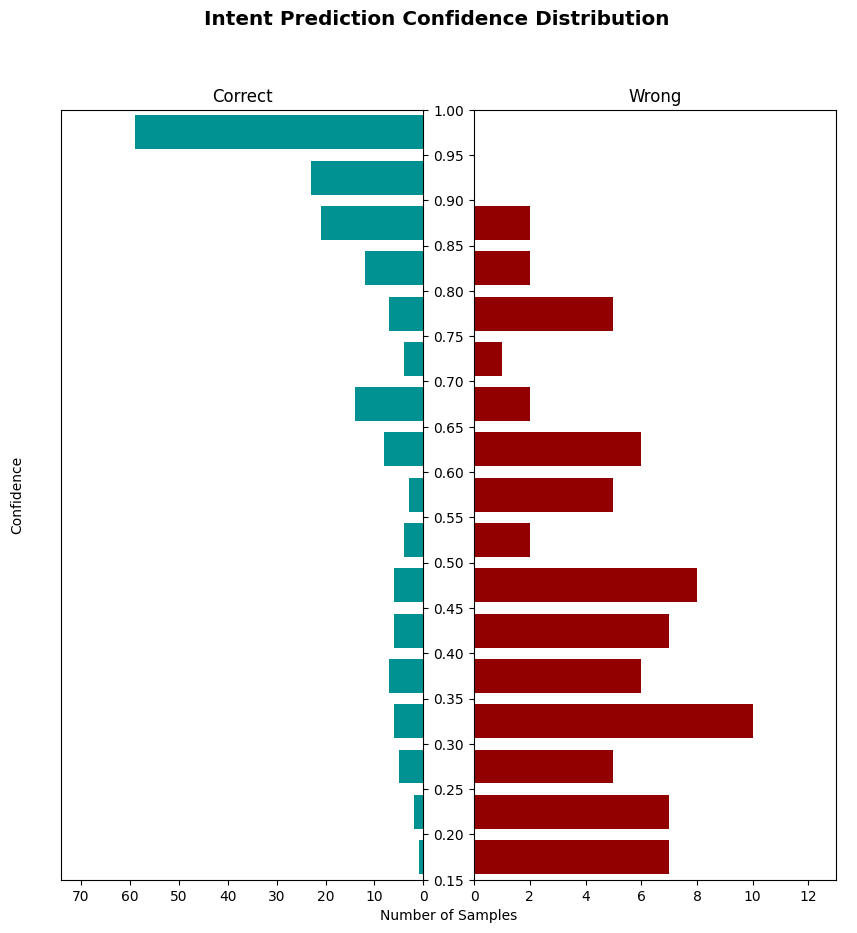 Intent Prediction Confidence Distribution
Correct
Wrong
1.00
0.95
0.90
0.85
0.80
0.75
0.70
0.65
0.60
0.55
0.50
0.45
0.40
0.35
0.30
0.25
0.20
0.15
Confidence
70 60 50 40 30 20 10 0
0 2 4 6 8 10 12
Number of Samples